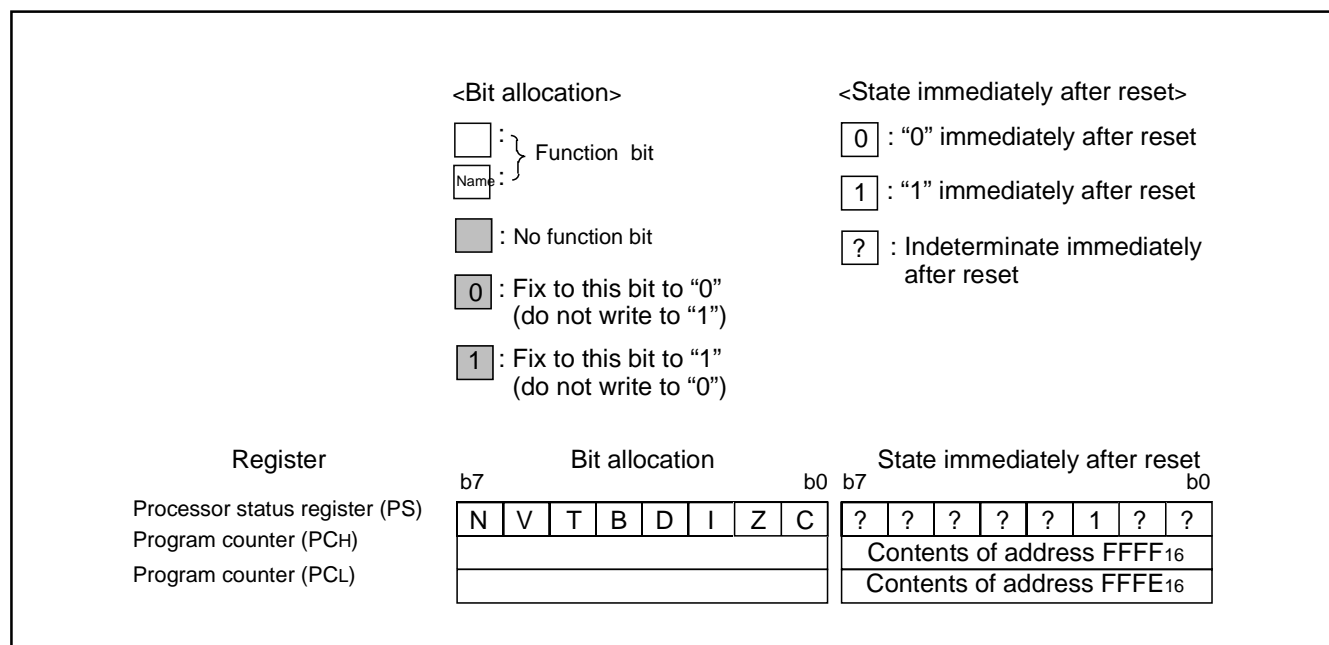 <Bit allocation>
:
Name :
Function bit
: No function bit
0 : Fix to this bit to “0”
(do not write to “1”)
1 : Fix to this bit to “1”
(do not write to “0”)
<State immediately after reset>
0 : “0” immediately after reset
1 : “1” immediately after reset
? : Indeterminate immediately
after reset
Register Bit allocation State immediately after reset
b7 b0 b7 b0
Processor status register (PS) N V T B D I Z C ? ? ? ? ? 1 ? ?
Program counter (PCH) Contents of address FFFF16
Program counter (PCL) Contents of address FFFE16